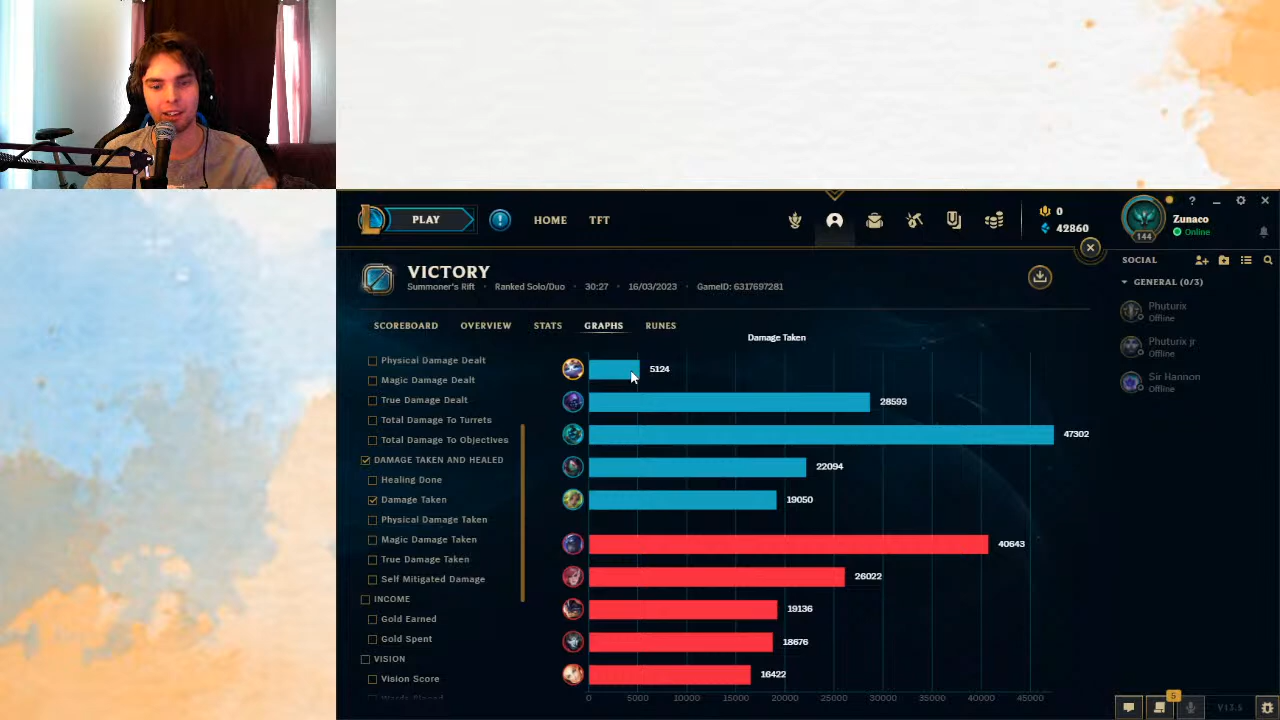 PLAY
HOME
TFT
0
42860
144
Zunaco
Online
VICTORY
Summoner's Rift • Ranked Solo/Duo • 30:27 • 16/03/2023 • GameID: 6317697281
SCOREBOARD
OVERVIEW
STATS
GRAPHS
RUNES
Physical Damage Dealt
Magic Damage Dealt
True Damage Dealt
Total Damage To Turrets
Total Damage To Objectives
DAMAGE TAKEN AND HEALED
Healing Done
Damage Taken
Physical Damage Taken
Magic Damage Taken
True Damage Taken
Self Mitigated Damage
INCOME
Gold Earned
Gold Spent
VISION
Vision Score
Damage Taken
5124
28593
47302
22094
19050
40643
26022
19136
18676
16422
0 5000 10000 15000 20000 25000 30000 35000 40000 45000
SOCIAL
GENERAL (0/3)
Phuturix
Offline
Phuturix jr
Offline
Sir Hannon
Offline
5
V13.5